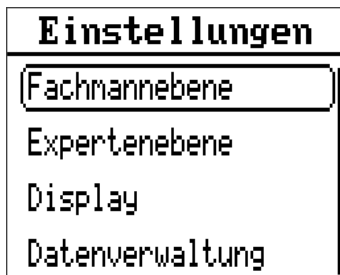 Einstellungen
Fachmannebene
Expertenebene
Display
Datenverwaltung